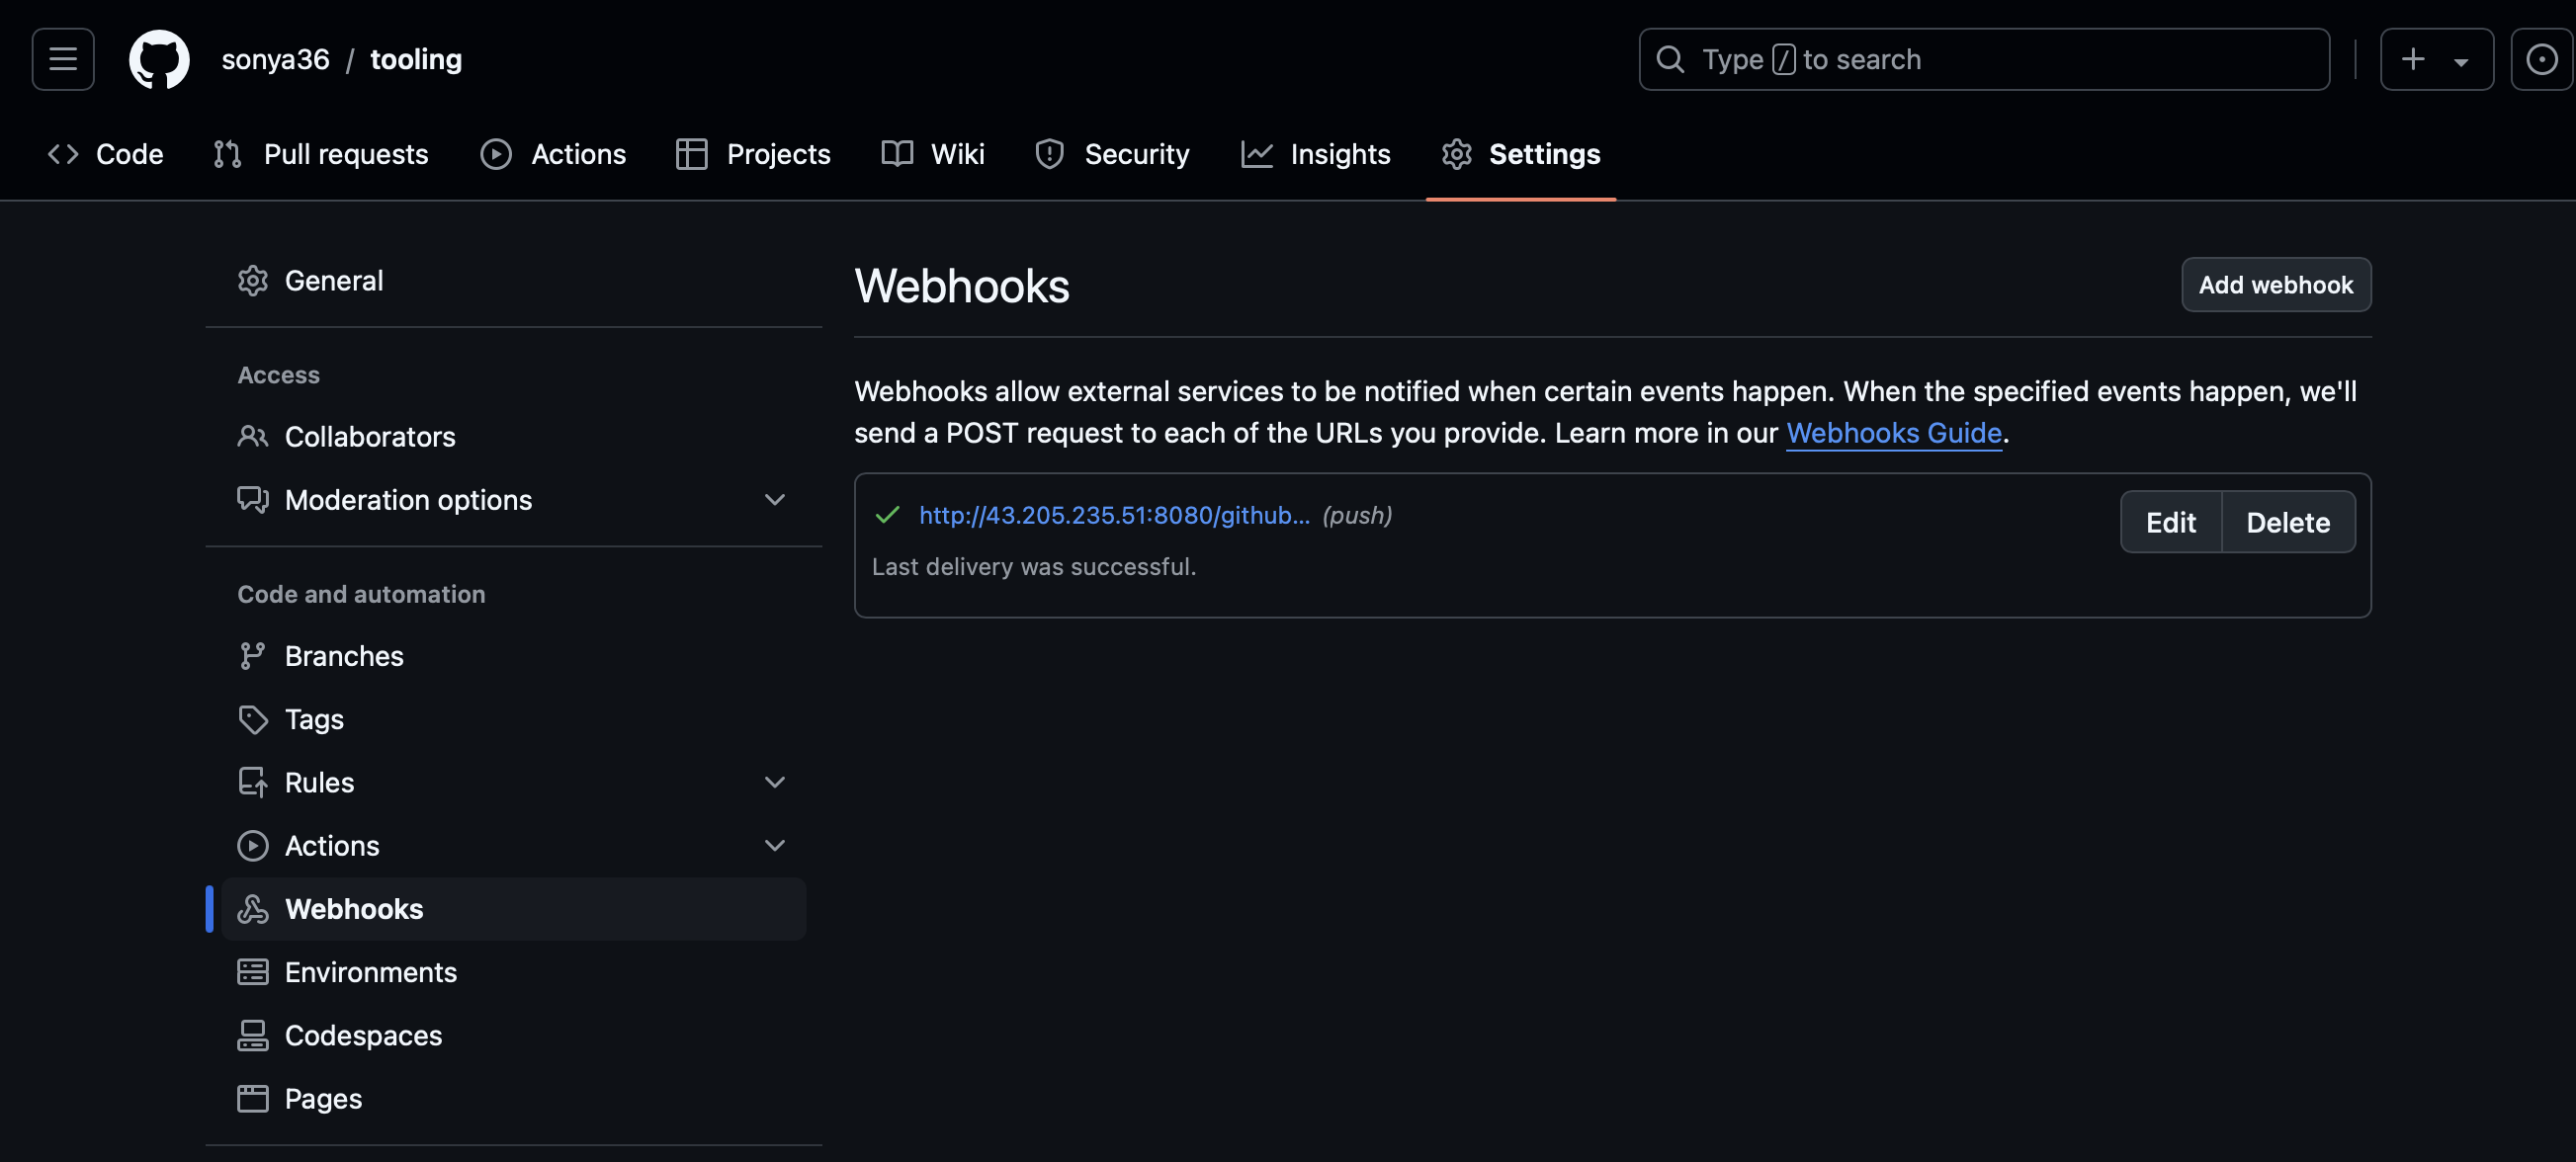 sonya36 / tooling
Type / to search
Code Pull requests Actions Projects Wiki Security Insights Settings
General
Access
Collaborators
Moderation options
Code and automation
Branches
Tags
Rules
Actions
Webhooks
Environments
Codespaces
Pages
Webhooks
Add webhook
Webhooks allow external services to be notified when certain events happen. When the specified events happen, we'll
send a POST request to each of the URLs you provide. Learn more in our Webhooks Guide.
http://43.205.235.51:8080/github... (push)
Edit Delete
Last delivery was successful.